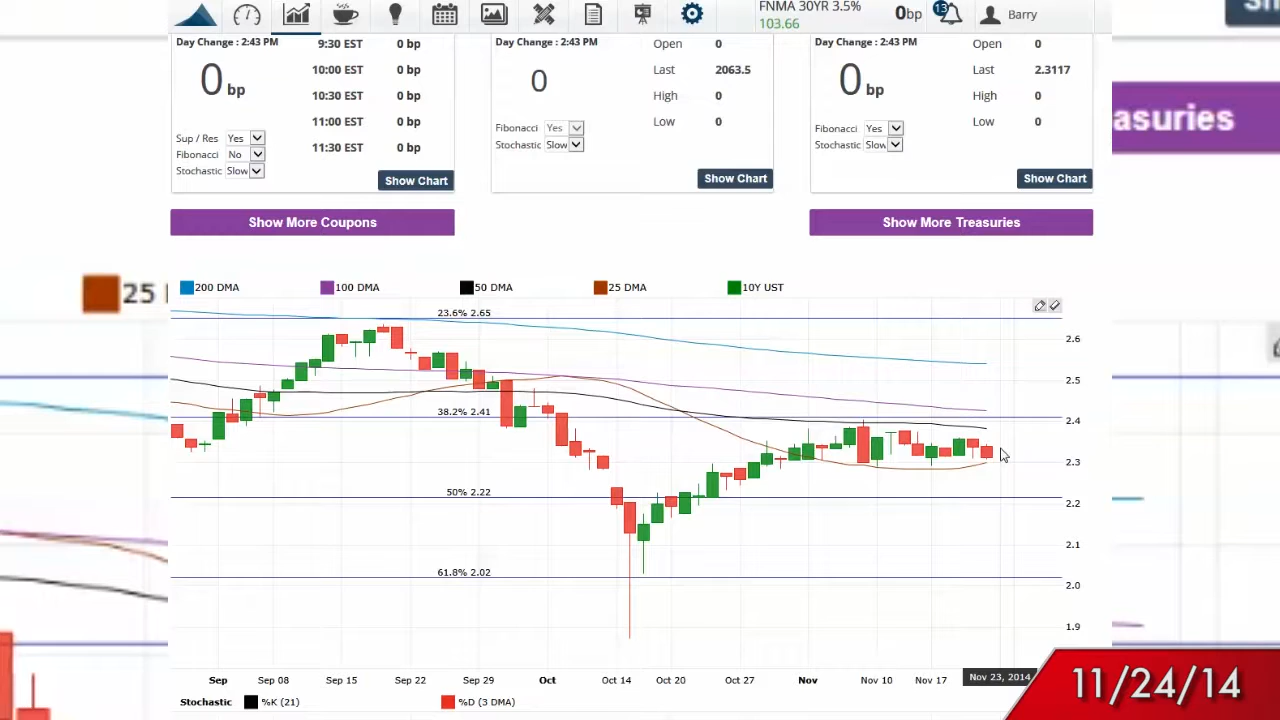 FNMA 30YR 3.5%
103.66
0bp
13
Barry
Day Change : 2:43 PM
0 bp
9:30 EST 0 bp
10:00 EST 0 bp
10:30 EST 0 bp
11:00 EST 0 bp
11:30 EST 0 bp
Sup / Res Yes
Fibonacci No
Stochastic Slow
Show Chart
Day Change : 2:43 PM
0
Open 0
Last 2063.5
High 0
Low 0
Fibonacci Yes
Stochastic Slow
Show Chart
Day Change : 2:43 PM
0 bp
Open 0
Last 2.3117
High 0
Low 0
Fibonacci Yes
Stochastic Slow
Show Chart
asuries
Show More Coupons
Show More Treasuries
25
200 DMA 100 DMA 50 DMA 25 DMA 10Y UST
23.6% 2.65
2.6
2.5
38.2% 2.41
2.4
2.3
50% 2.22
2.2
2.1
61.8% 2.02
2.0
1.9
Sep Sep 08 Sep 15 Sep 22 Sep 29 Oct Oct 14 Oct 20 Oct 27 Nov Nov 10 Nov 17 Nov 23, 2014
Stochastic %K (21) %D (3 DMA)
11/24/14